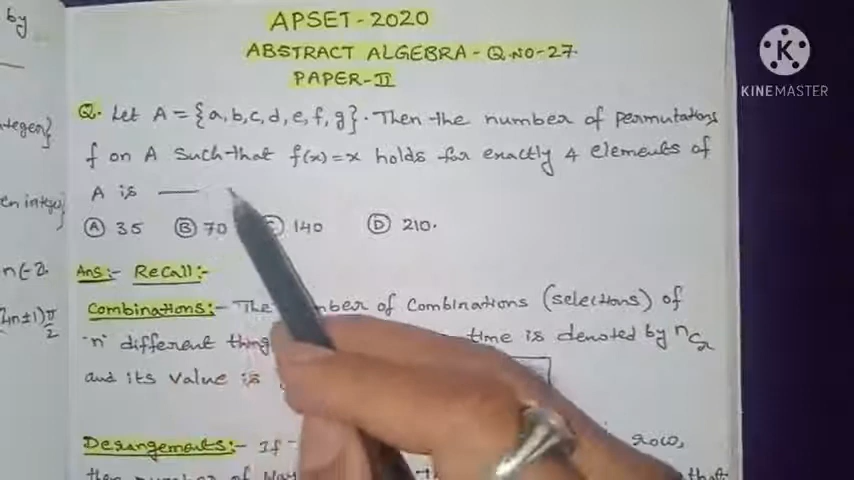 by
APSET-2020
ABSTRACT ALGEBRA - Q.NO-27.
PAPER-II
KINEMASTER
Q. Let A = {a,b,c,d,e,f,g}. Then the number of permutations
f on A such that f(x)=x holds for exactly 4 elements of
A is
Ⓐ 35 Ⓑ 70 Ⓒ 140 Ⓓ 210.
Ans:- Recall:-
Combinations:- The number of combinations (selections) of
'n' different time is denoted by
and its value is
Derangements:- If row,